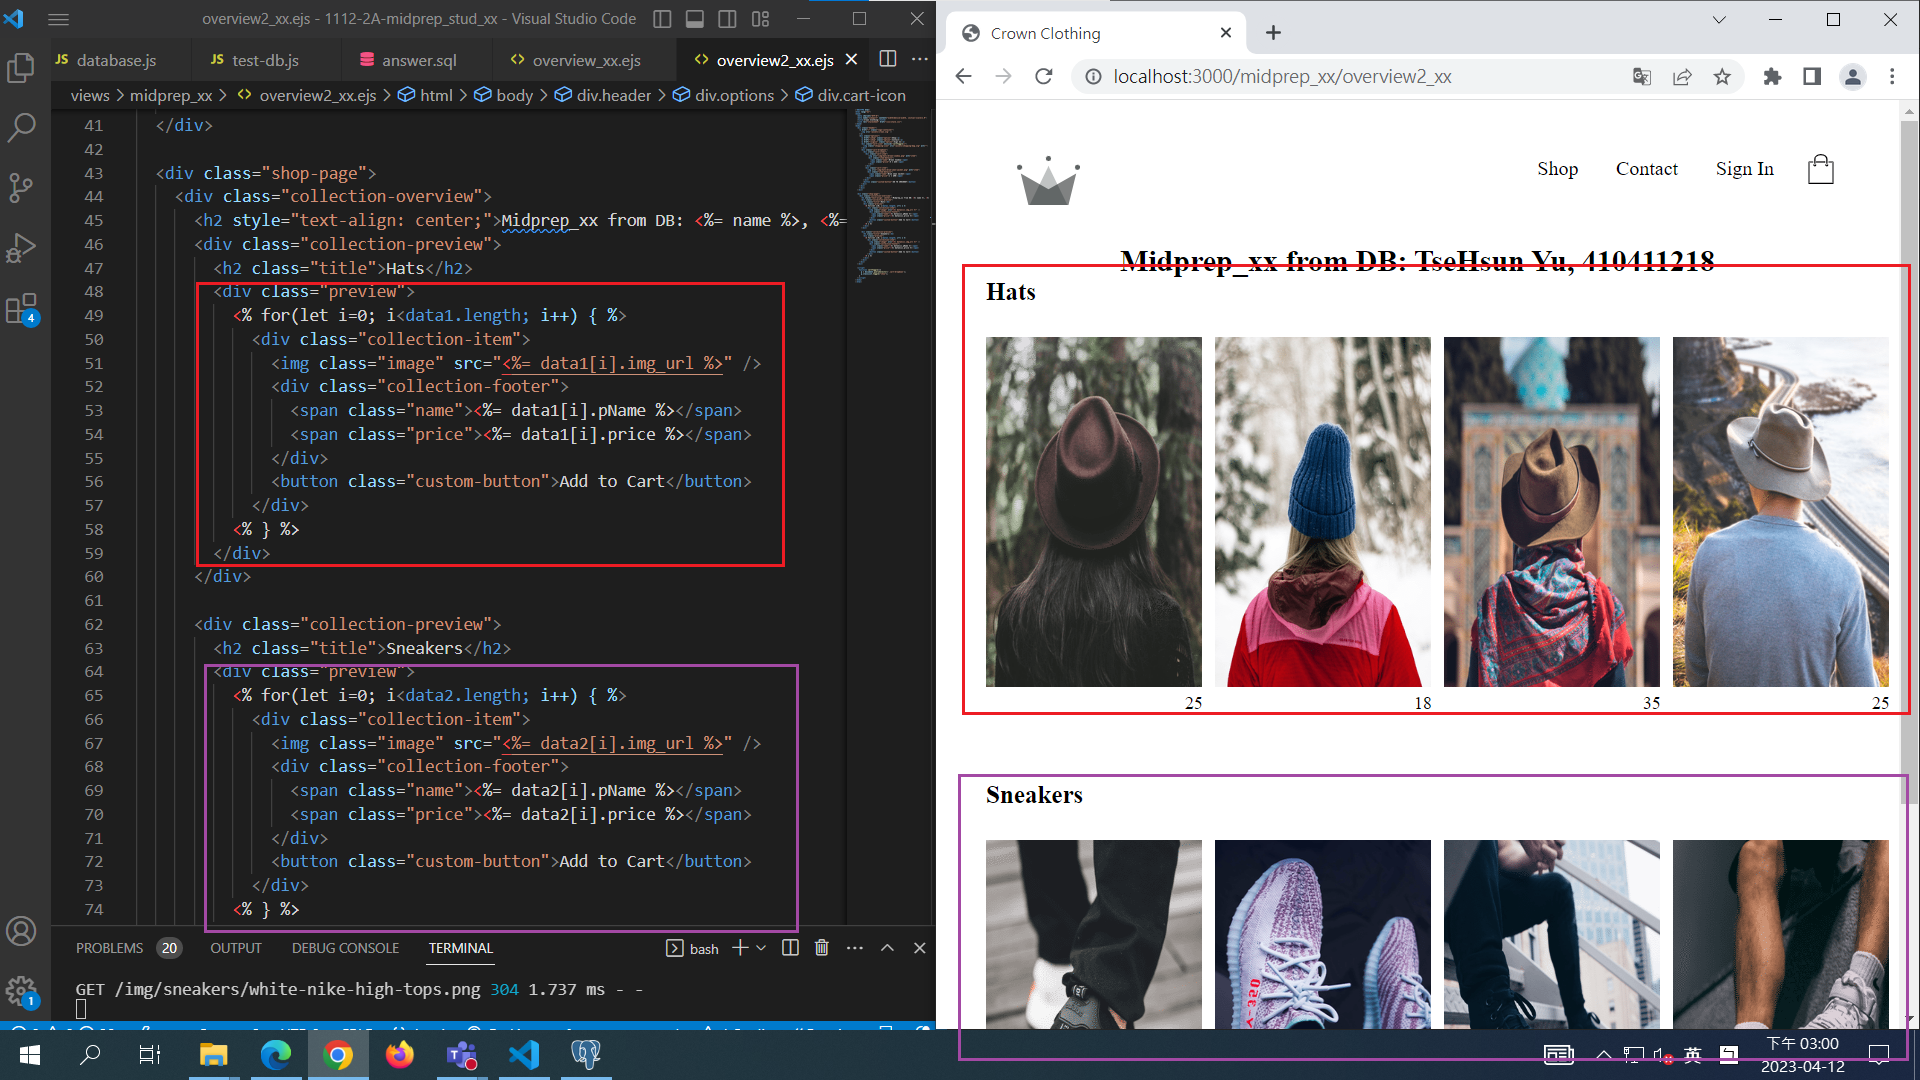 overview2_xx.ejs - 1112-2A-midprep_stud_xx - Visual Studio Code
JS database.js
JS test-db.js
answer.sql
<> overview_xx.ejs
<> overview2_xx.ejs
views > midprep_xx > <> overview2_xx.ejs > html > body > div.header > div.options > div.cart-icon
41 </div>
42
43 <div class="shop-page">
44 <div class="collection-overview">
45 <h2 style="text-align: center;">Midprep_xx from DB: <%= name %>, <%=
46 <div class="collection-preview">
47 <h2 class="title">Hats</h2>
48 <div class="preview">
49 <% for(let i=0; i<data1.length; i++) { %>
50 <div class="collection-item">
51 <img class="image" src="<%= data1[i].img_url %>" />
52 <div class="collection-footer">
53 <span class="name"><%= data1[i].pName %></span>
54 <span class="price"><%= data1[i].price %></span>
55 </div>
56 <button class="custom-button">Add to Cart</button>
57 </div>
58 <% } %>
59 </div>
60 </div>
61
62 <div class="collection-preview">
63 <h2 class="title">Sneakers</h2>
64 <div class="preview">
65 <% for(let i=0; i<data2.length; i++) { %>
66 <div class="collection-item">
67 <img class="image" src="<%= data2[i].img_url %>" />
68 <div class="collection-footer">
69 <span class="name"><%= data2[i].pName %></span>
70 <span class="price"><%= data2[i].price %></span>
71 </div>
72 <button class="custom-button">Add to Cart</button>
73 </div>
74 <% } %>
4
1
PROBLEMS 20 OUTPUT DEBUG CONSOLE TERMINAL
bash
GET /img/sneakers/white-nike-high-tops.png 304 1.737 ms - -
Crown Clothing
localhost:3000/midprep_xx/overview2_xx
Shop Contact Sign In
Midprep_xx from DB: TseHsun Yu, 410411218
Hats
25 18 35 25
Sneakers
英
下午 03:00
2023-04-12